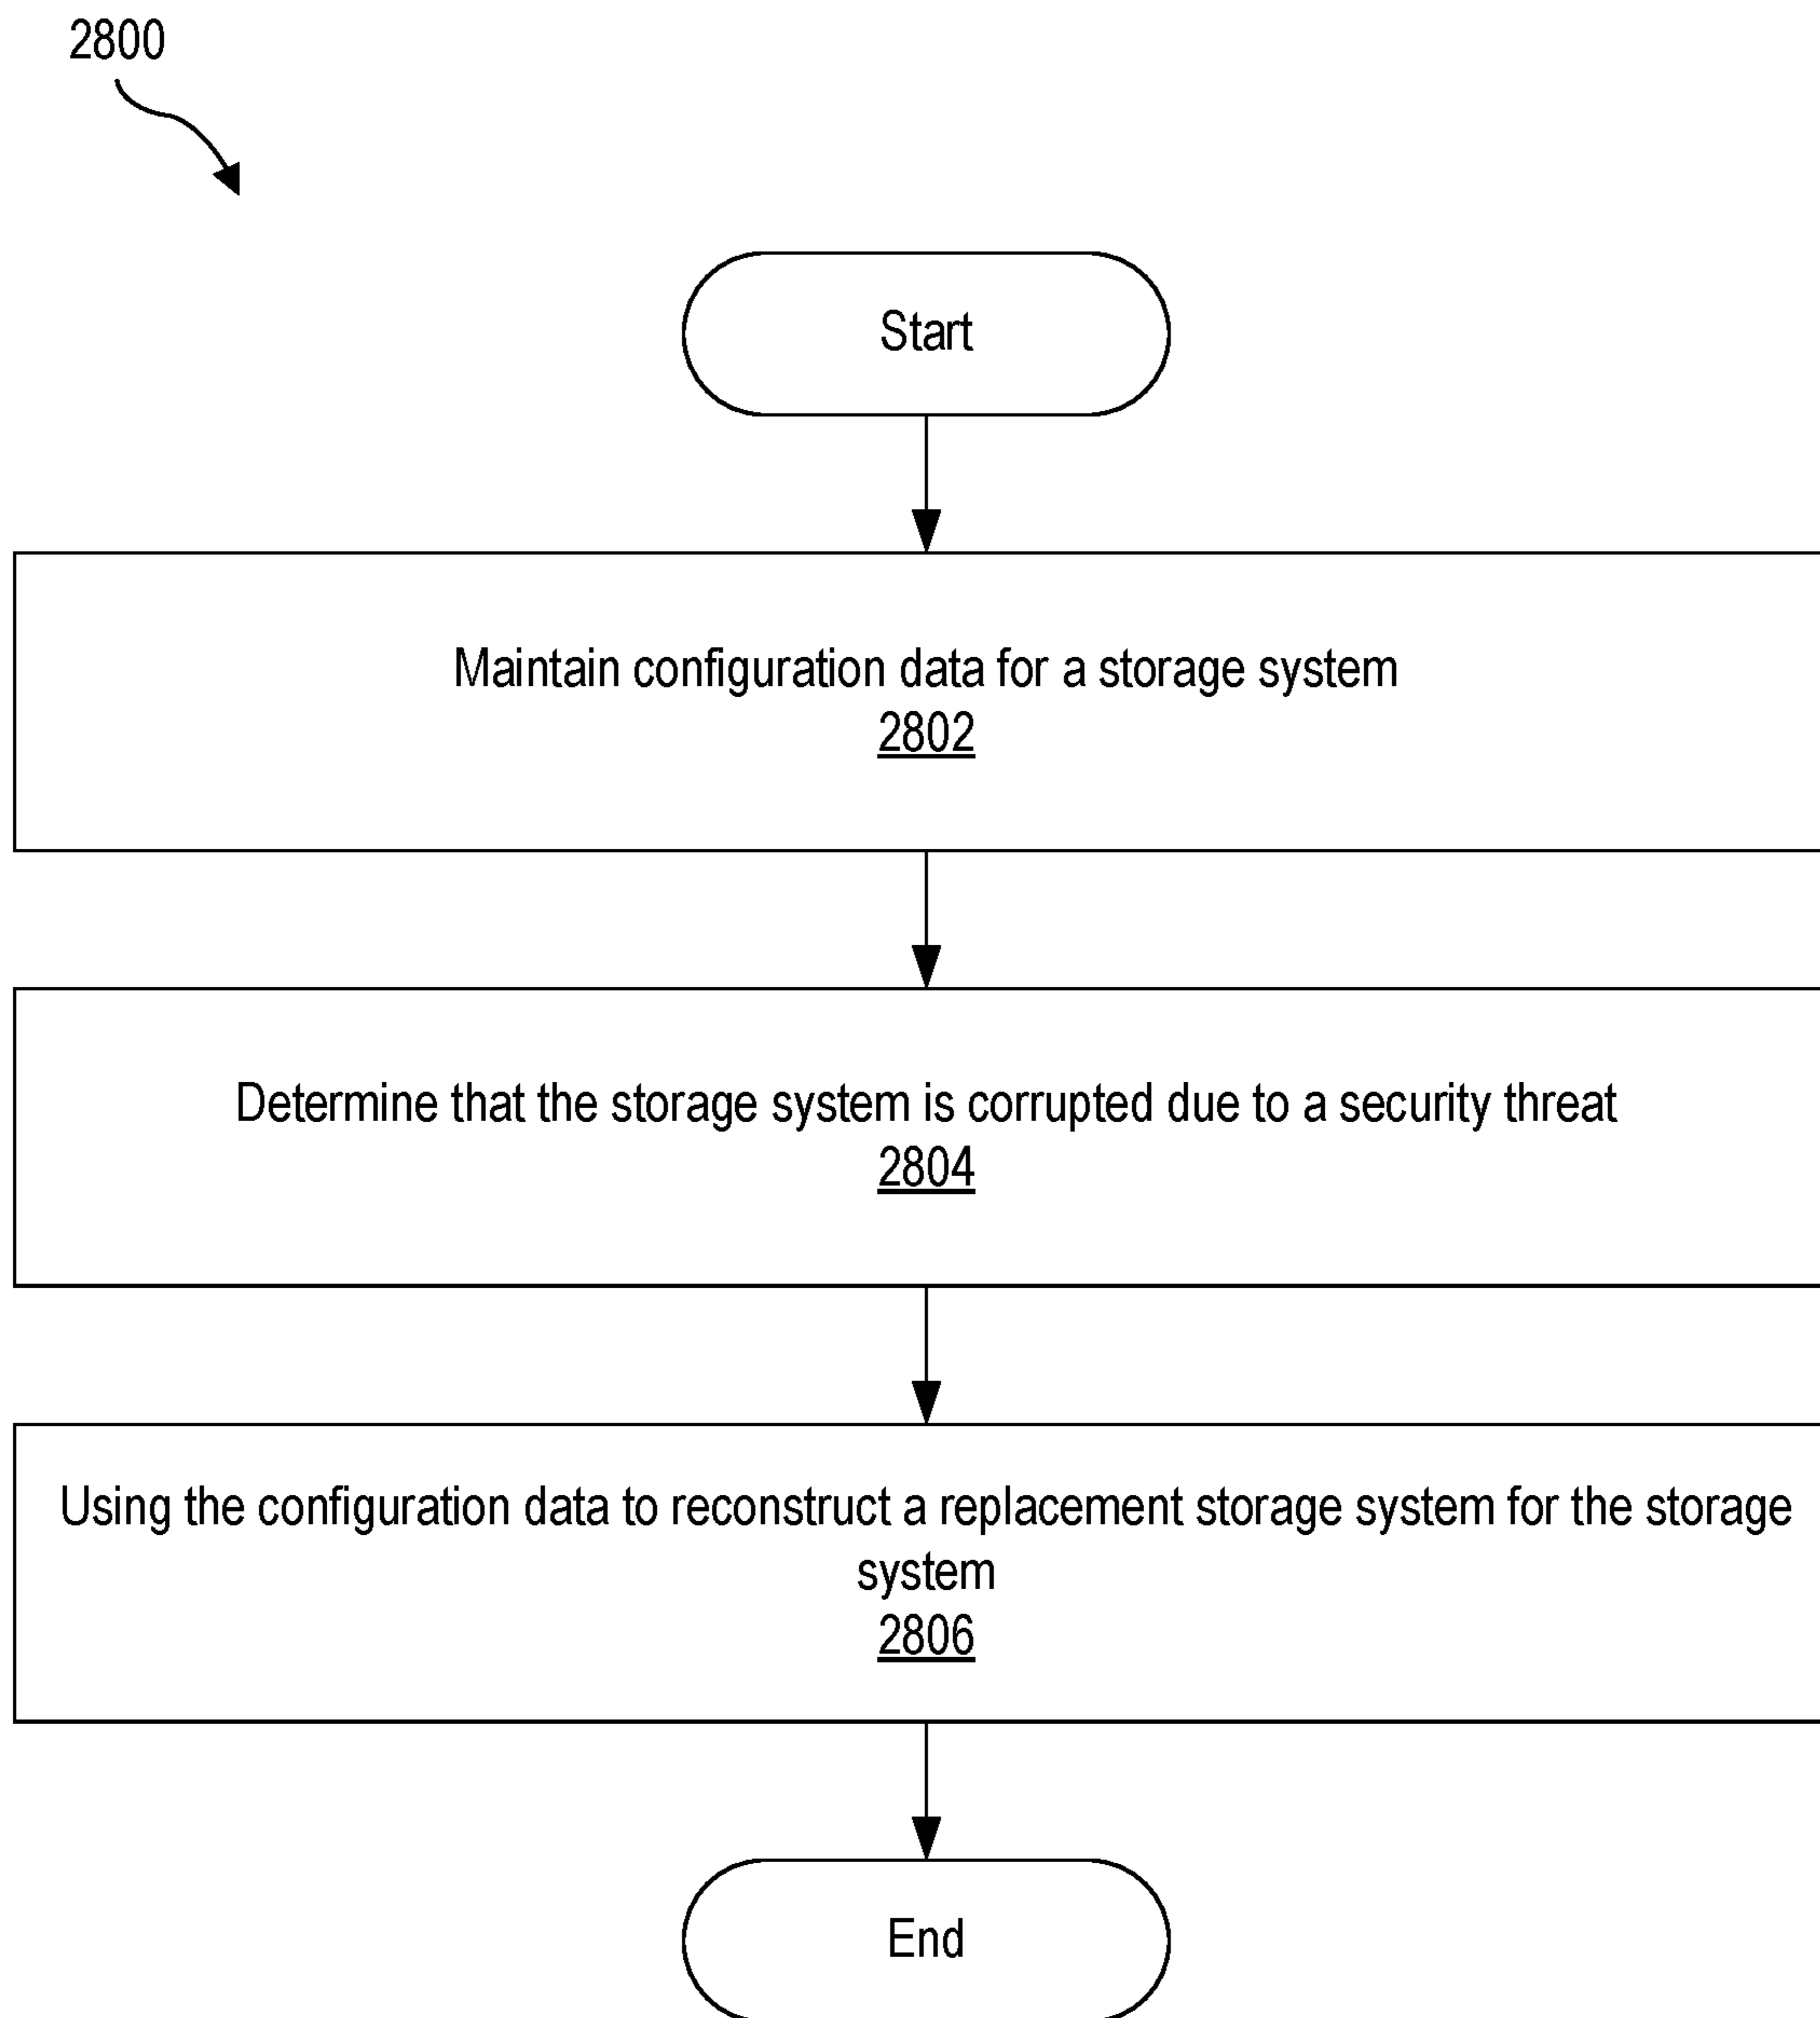 2800
Start
Maintain configuration data for a storage system
2802
Determine that the storage system is corrupted due to a security threat
2804
Using the configuration data to reconstruct a replacement storage system for the storage
system
2806
End